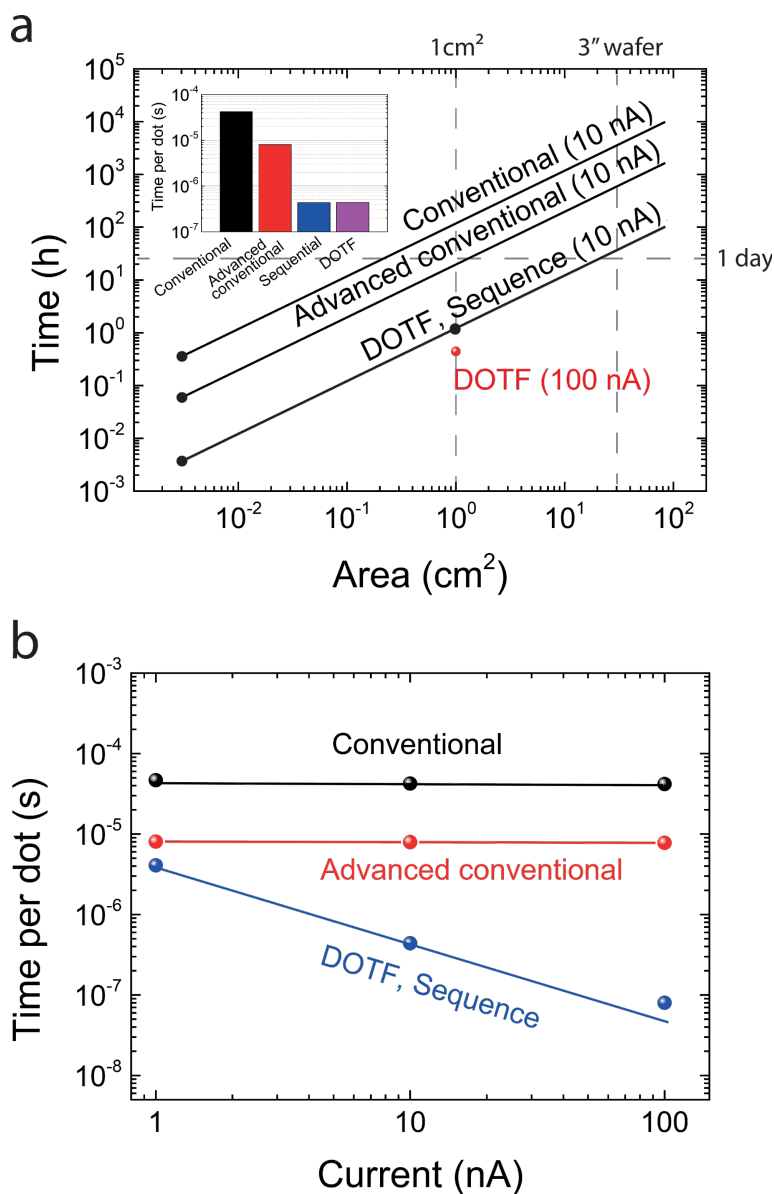 a
1cm²
3” wafer
10⁵
10⁴
10³
10²
10¹
10⁰
10⁻¹
10⁻²
10⁻³
Time (h)
10⁻⁴
10⁻⁵
10⁻⁶
10⁻⁷
Time per dot (s)
Conventional
Advanced
conventional
Sequential
DOTF
Conventional (10 nA)
Advanced conventional (10 nA)
DOTF, Sequence (10 nA)
DOTF (100 nA)
1 day
10⁻²
10⁻¹
10⁰
10¹
10²
Area (cm²)
b
10⁻³
10⁻⁴
10⁻⁵
10⁻⁶
10⁻⁷
10⁻⁸
Time per dot (s)
Conventional
Advanced conventional
DOTF, Sequence
1
10
100
Current (nA)